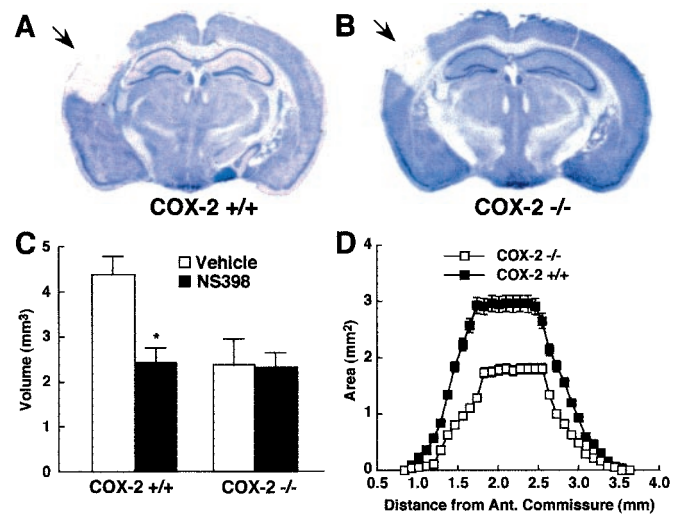 A
COX-2 +/+
B
COX-2 -/-
C
Volume (mm3)
5
4
3
2
1
0
Vehicle
NS398
*
COX-2 +/+
COX-2 -/-
D
Area (mm2)
4
3
2
1
0
COX-2 -/-
COX-2 +/+
0.5
1.0
1.5
2.0
2.5
3.0
3.5
4.0
Distance from Ant. Commissure (mm)